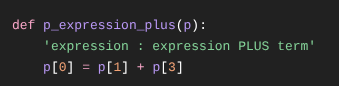 def p_expression_plus(p):
    'expression : expression PLUS term'
    p[0] = p[1] + p[3]